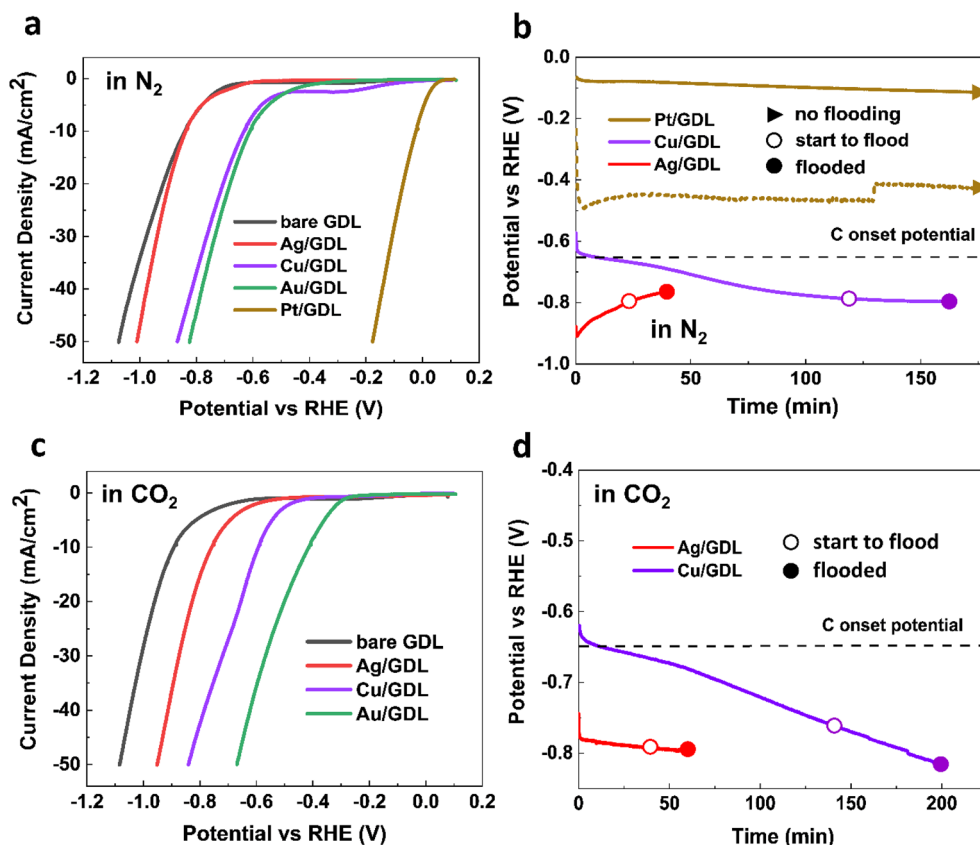 a
in N₂
Current Density (mA/cm²)
0
-10
-20
-30
-40
-50
bare GDL
Ag/GDL
Cu/GDL
Au/GDL
Pt/GDL
-1.2 -1.0 -0.8 -0.6 -0.4 -0.2 0.0 0.2
Potential vs RHE (V)
b
Potential vs RHE (V)
0.0
-0.2
-0.4
-0.6
-0.8
-1.0
Pt/GDL
Cu/GDL
Ag/GDL
no flooding
start to flood
flooded
C onset potential
in N₂
0 50 100 150
Time (min)
c
in CO₂
Current Density (mA/cm²)
0
-10
-20
-30
-40
-50
bare GDL
Ag/GDL
Cu/GDL
Au/GDL
-1.2 -1.0 -0.8 -0.6 -0.4 -0.2 0.0 0.2
Potential vs RHE (V)
d
in CO₂
Potential vs RHE (V)
-0.4
-0.5
-0.6
-0.7
-0.8
Ag/GDL
Cu/GDL
start to flood
flooded
C onset potential
0 50 100 150 200
Time (min)